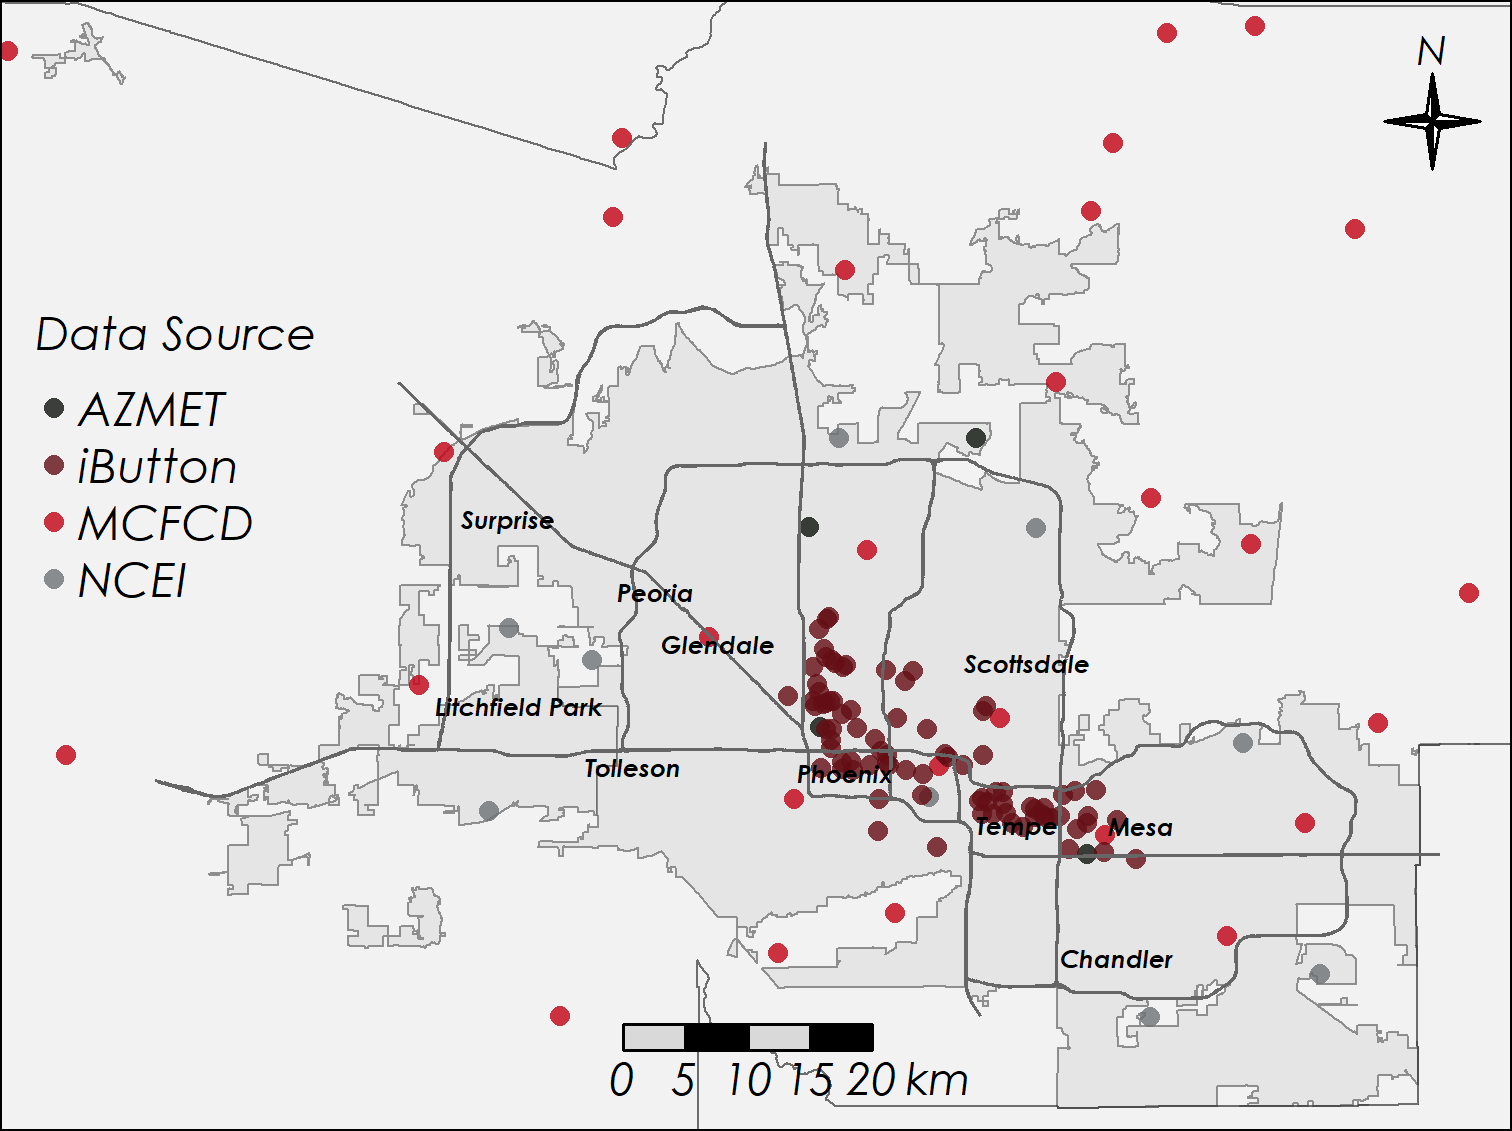 N
Data Source
AZMET
iButton
MCFCD
NCEI
Surprise
Peoria
Glendale
Scottsdale
Litchfield Park
Tolleson
Phoenix
Tempe
Mesa
Chandler
0 5 10 15 20 km